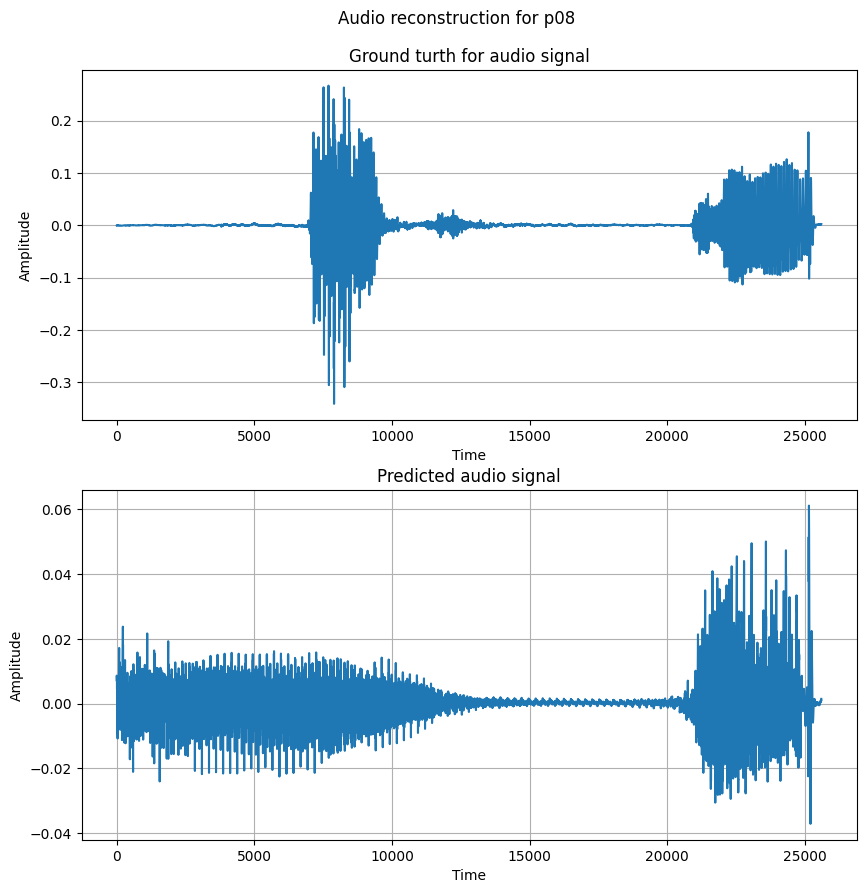 Audio reconstruction for p08
Ground turth for audio signal
Amplitude
0.2
0.1
0.0
−0.1
−0.2
−0.3
0 5000 10000 15000 20000 25000
Time
Predicted audio signal
Amplitude
0.06
0.04
0.02
0.00
−0.02
−0.04
0 5000 10000 15000 20000 25000
Time